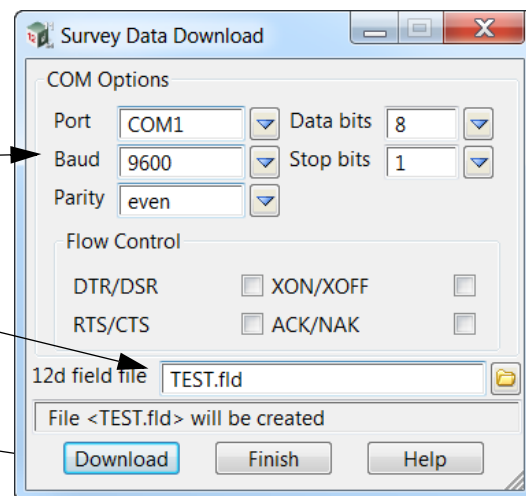 Survey Data Download
COM Options
Port COM1 Data bits 8
Baud 9600 Stop bits 1
Parity even
Flow Control
DTR/DSR XON/XOFF
RTS/CTS ACK/NAK
12d field file TEST.fld
File <TEST.fld> will be created
Download Finish Help